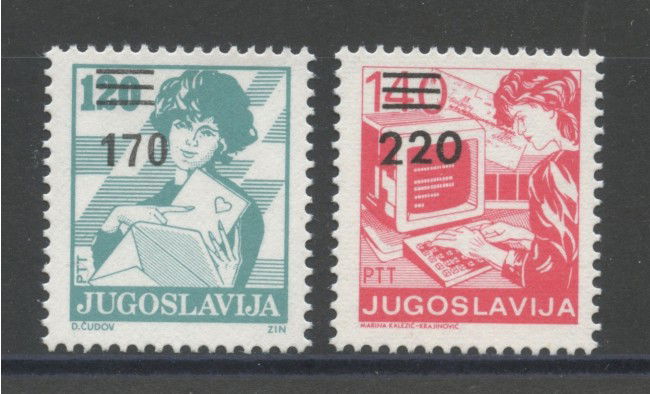 120
170
PTT
JUGOSLAVIJA
D.ČUDOV ZIN
140
220
PTT
JUGOSLAVIJA
MARINA KALEZIĆ-KRAJINOVIĆ